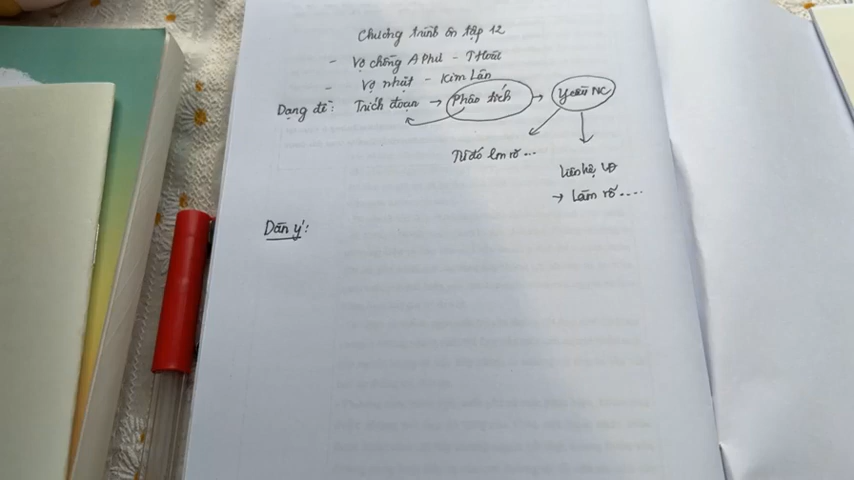 Chương trình ôn tập 12
- Vợ chồng A Phủ - T Hoài
- Vợ nhặt - Kim Lân
Dạng đề: Trích đoạn → Phân tích → Yêu cầu NC
Từ đó làm rõ...
Liên hệ VĐ
→ Làm rõ....
Dàn ý: